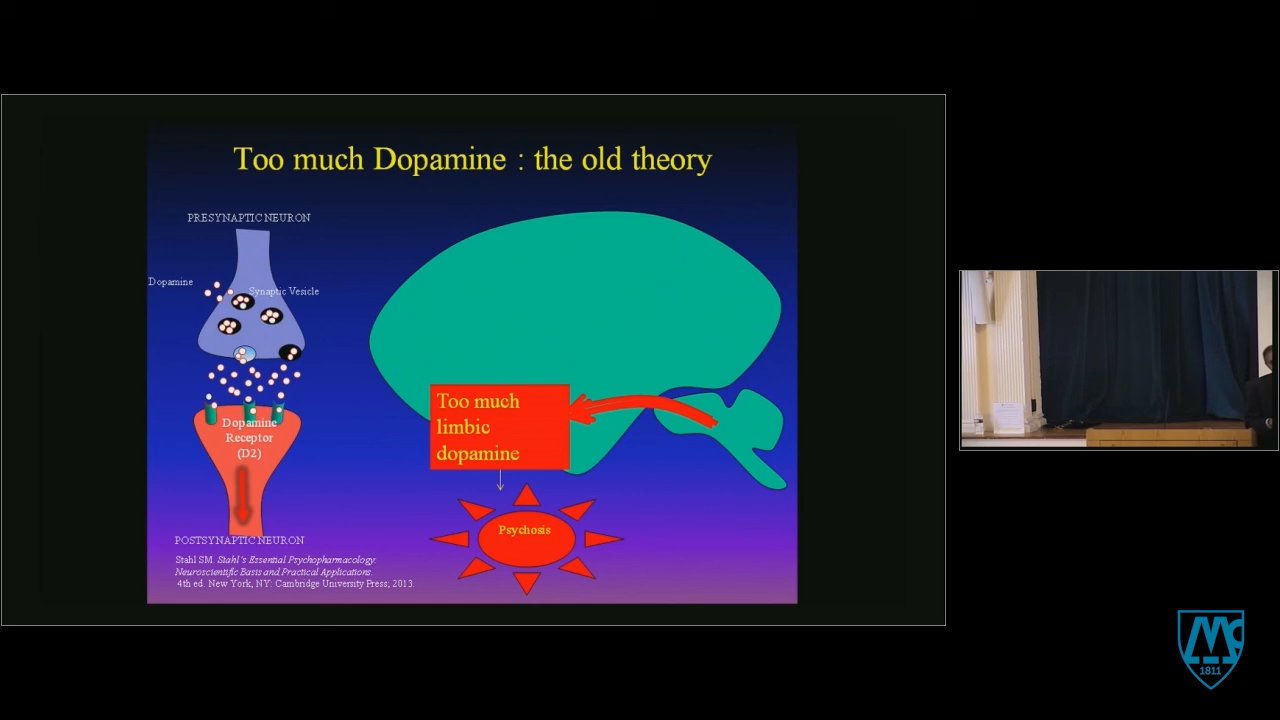 Too much Dopamine : the old theory
PRESYNAPTIC NEURON
Dopamine
Synaptic Vesicle
Dopamine
Receptor
(D2)
POSTSYNAPTIC NEURON
Stahl SM. Stahl's Essential Psychopharmacology.
Neuroscientific Basis and Practical Applications.
4th ed. New York, NY: Cambridge University Press; 2013.
Too much
limbic
dopamine
Psychosis
1811